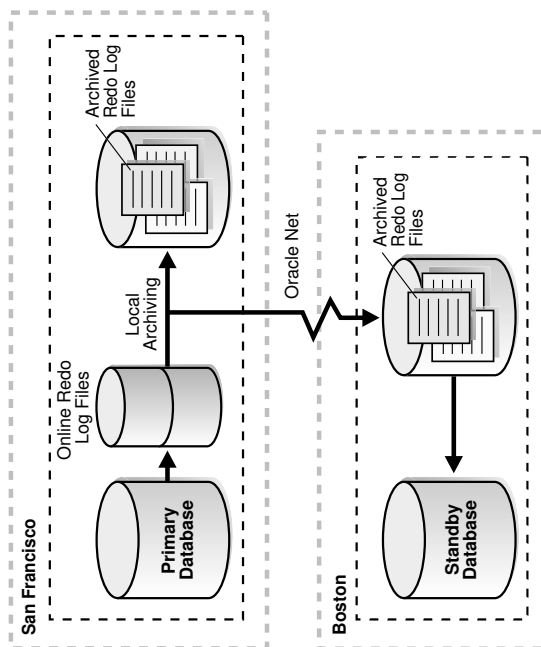 San Francisco
Primary
Database
Online Redo
Log Files
Local
Archiving
Archived
Redo Log
Files
Oracle Net
Boston
Standby
Database
Archived
Redo Log
Files